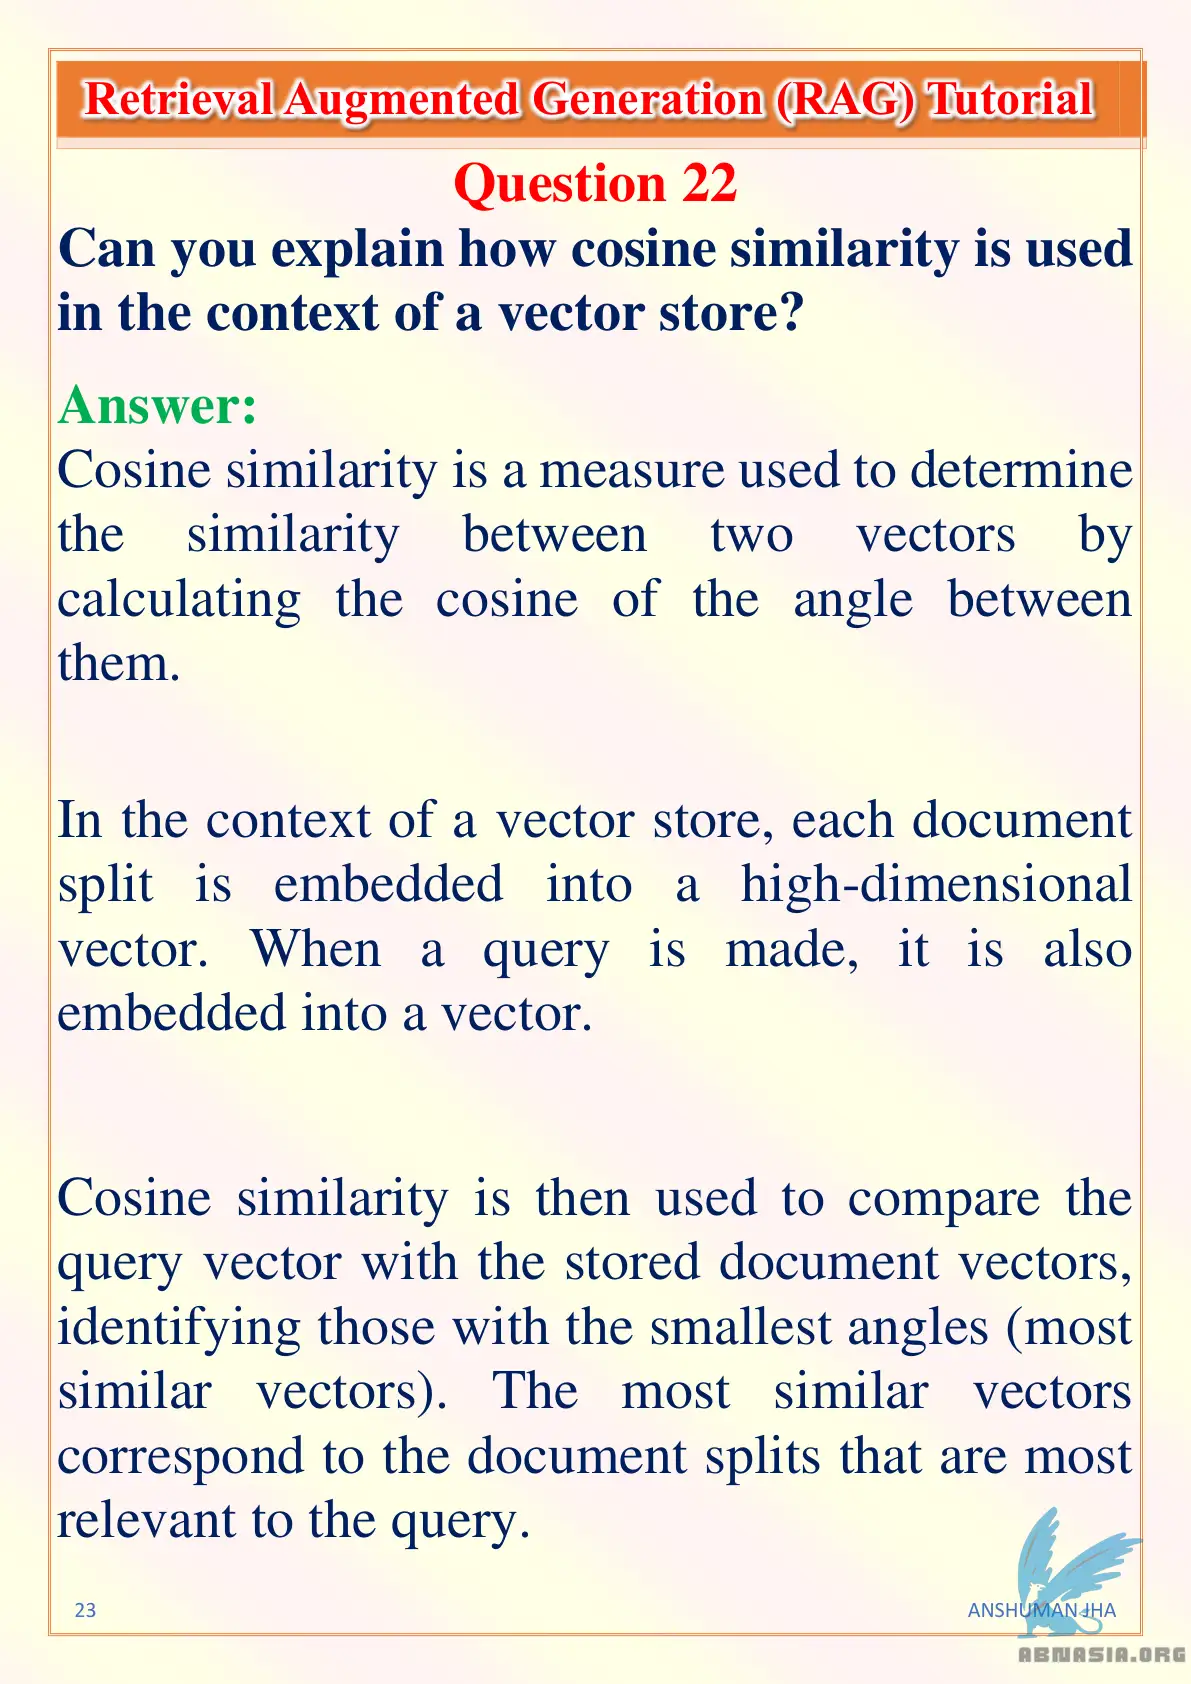 Retrieval Augmented Generation (RAG) Tutorial
Question 22
Can you explain how cosine similarity is used
in the context of a vector store?
Answer:
Cosine similarity is a measure used to determine
the similarity between two vectors by
calculating the cosine of the angle between
them.
In the context of a vector store, each document
split is embedded into a high-dimensional
vector. When a query is made, it is also
embedded into a vector.
Cosine similarity is then used to compare the
query vector with the stored document vectors,
identifying those with the smallest angles (most
similar vectors). The most similar vectors
correspond to the document splits that are most
relevant to the query.
23
ANSHUMAN JHA
ABNASIA.ORG